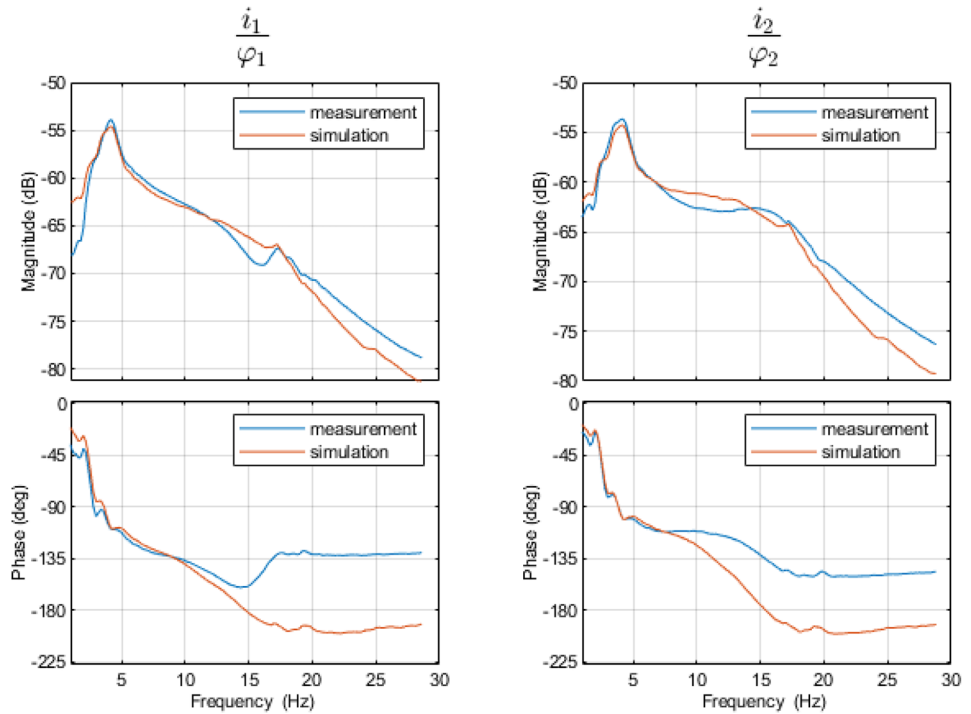 i₁
φ₁
i₂
φ₂
-50
-55
-60
-65
-70
-75
-80
Magnitude (dB)
measurement
simulation
-50
-55
-60
-65
-70
-75
-80
Magnitude (dB)
measurement
simulation
0
-45
-90
-135
-180
-225
Phase (deg)
measurement
simulation
5 10 15 20 25 30
Frequency (Hz)
0
-45
-90
-135
-180
-225
Phase (deg)
measurement
simulation
5 10 15 20 25 30
Frequency (Hz)